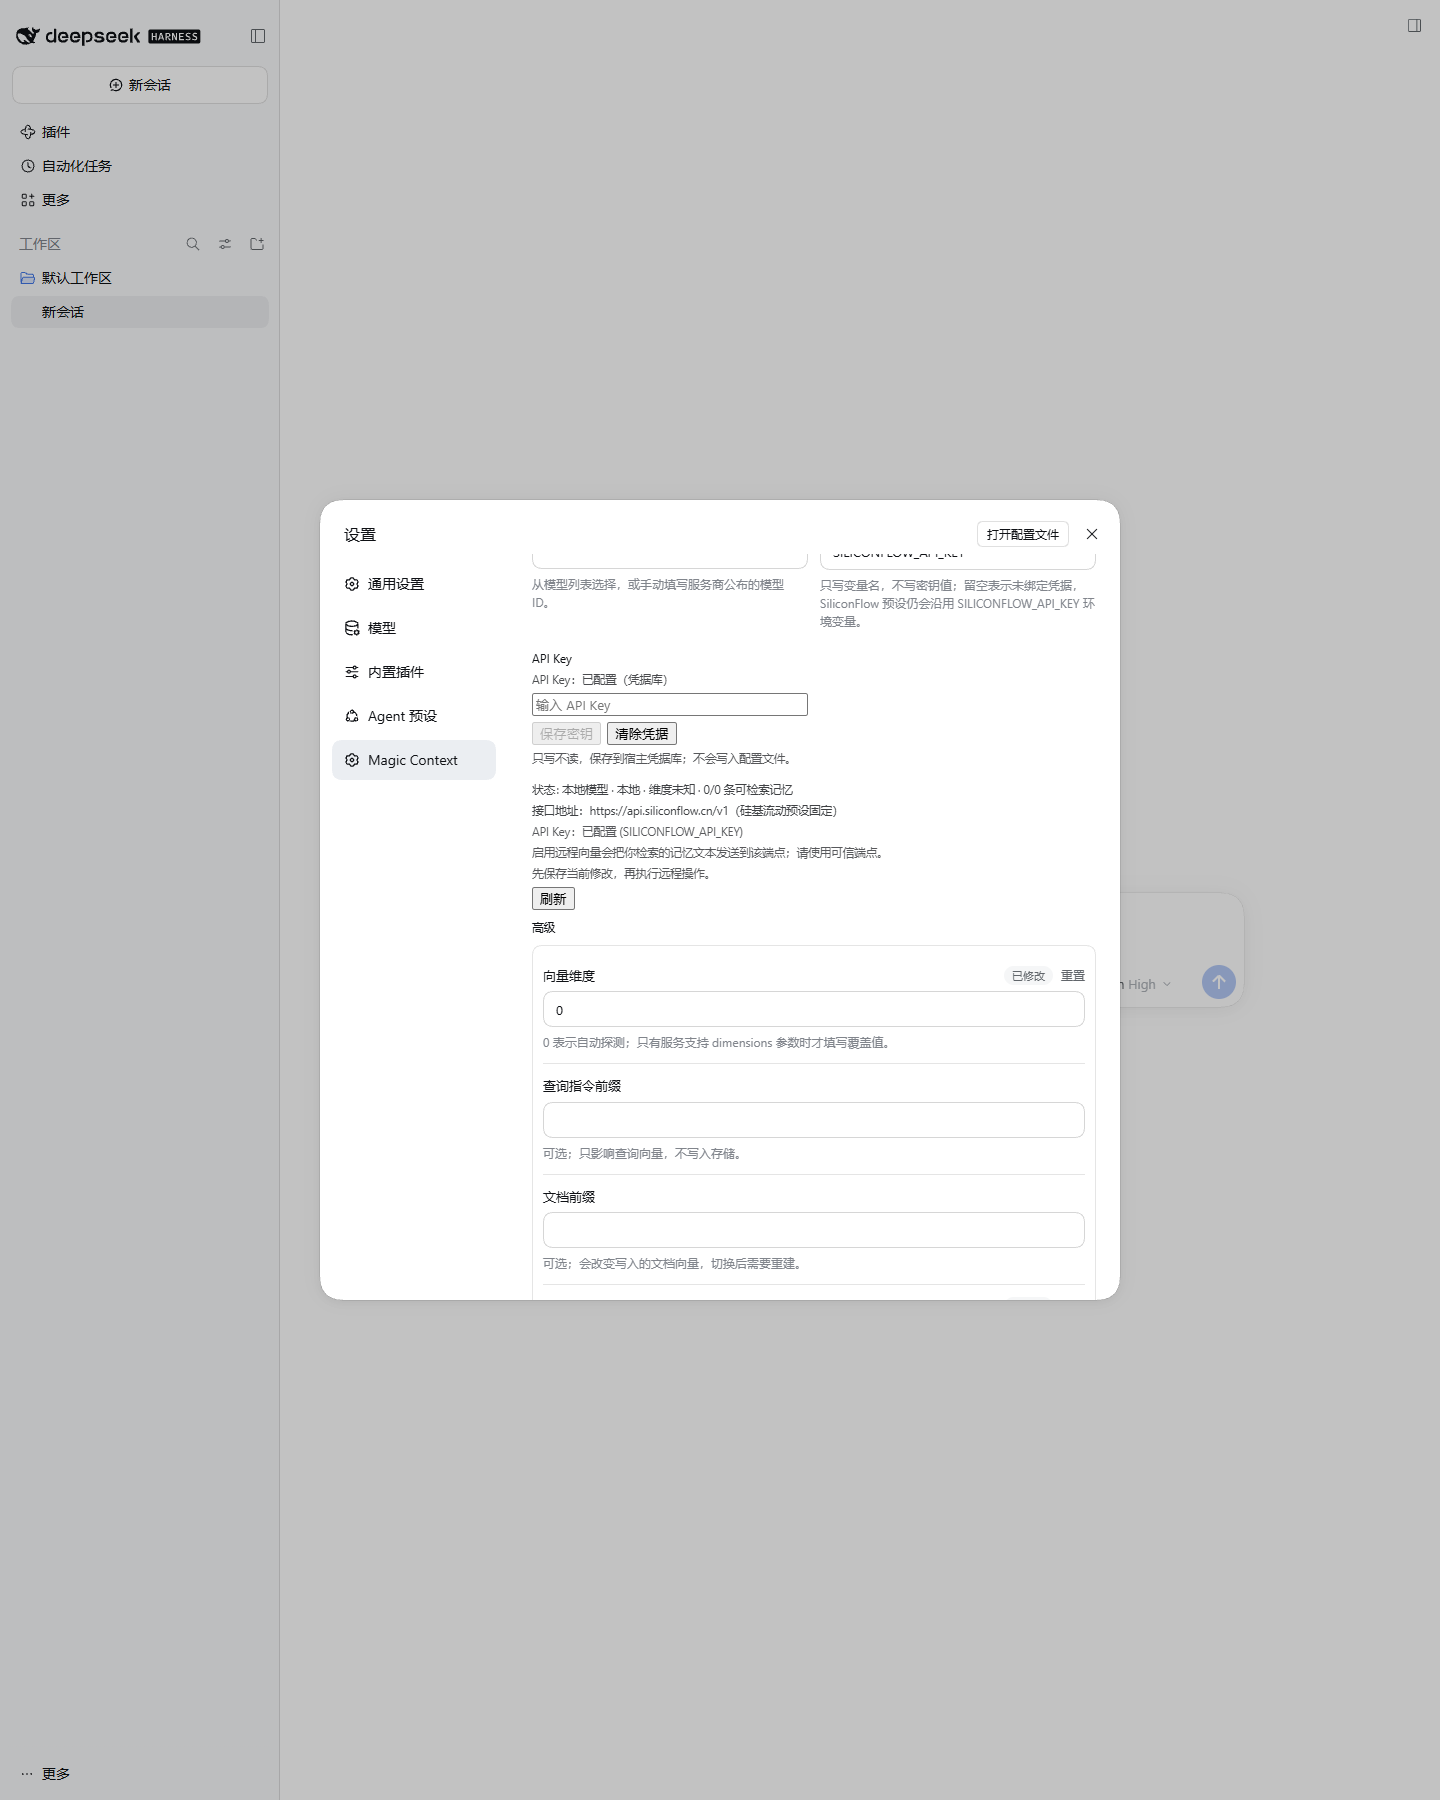 deepseek HARNESS
新会话
插件
自动化任务
更多
工作区
默认工作区
新会话
设置
打开配置文件
通用设置
模型
内置插件
Agent 预设
Magic Context
SILICONFLOW_API_KEY
从模型列表选择，或手动填写服务商公布的模型
ID。
只写变量名，不写密钥值；留空表示未绑定凭据，
SiliconFlow 预设仍会沿用 SILICONFLOW_API_KEY 环
境变量。
API Key
API Key：已配置（凭据库）
输入 API Key
保存密钥 清除凭据
只写不读，保存到宿主凭据库；不会写入配置文件。
状态: 本地模型 · 本地 · 维度未知 · 0/0 条可检索记忆
接口地址：https://api.siliconflow.cn/v1（硅基流动预设固定）
API Key：已配置 (SILICONFLOW_API_KEY)
启用远程向量会把你检索的记忆文本发送到该端点；请使用可信端点。
先保存当前修改，再执行远程操作。
刷新
高级
向量维度 已修改 重置
0
0 表示自动探测；只有服务支持 dimensions 参数时才填写覆盖值。
查询指令前缀
可选；只影响查询向量，不写入存储。
文档前缀
可选；会改变写入的文档向量，切换后需要重建。
High
更多